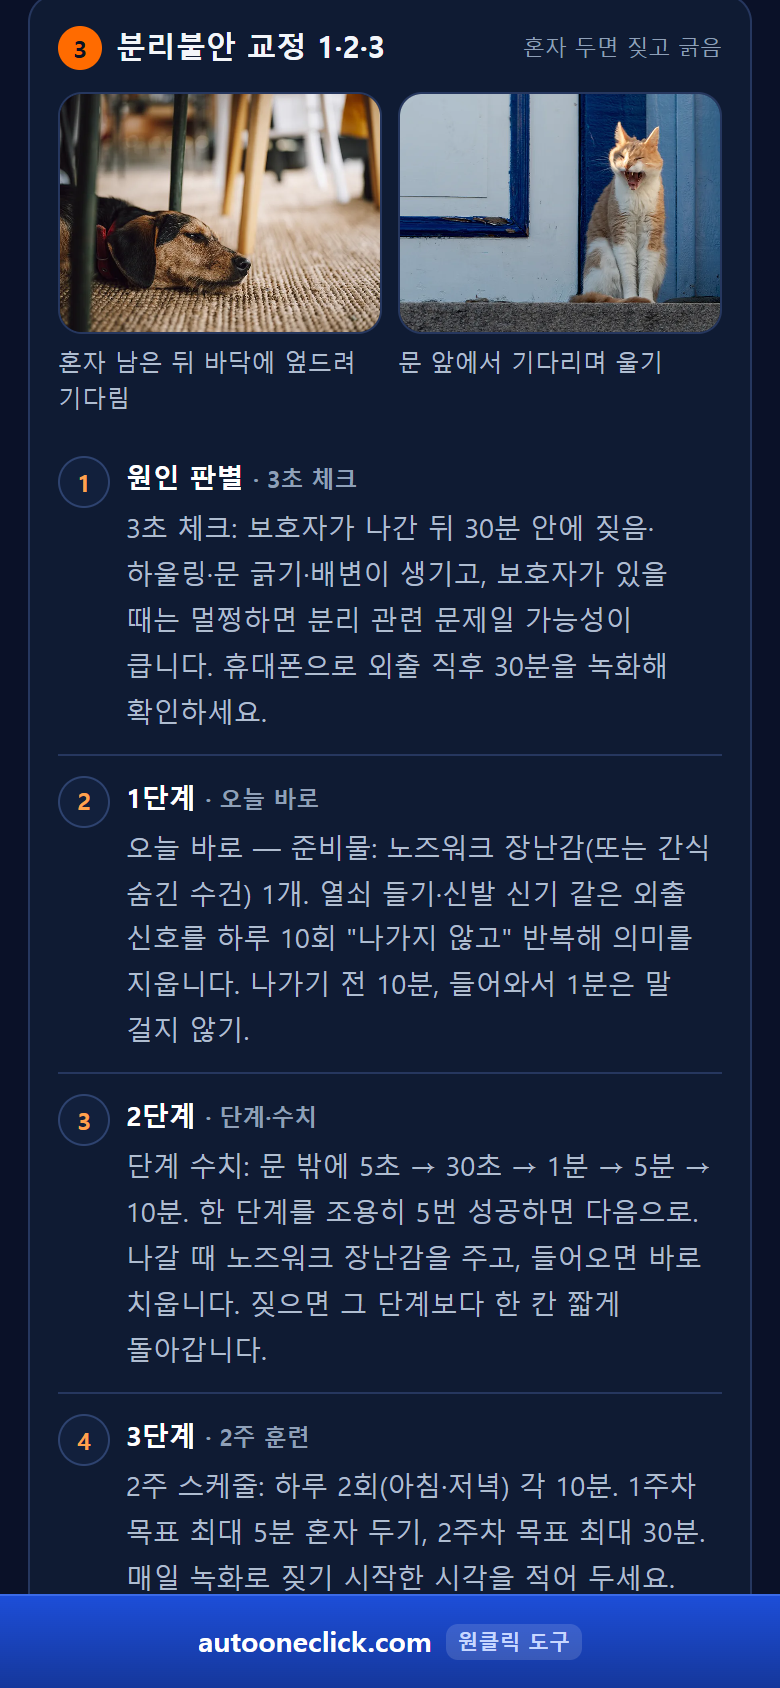 3 분리불안 교정 1·2·3 혼자 두면 짖고 긁음
혼자 남은 뒤 바닥에 엎드려
기다림
문 앞에서 기다리며 울기
1 원인 판별 · 3초 체크
3초 체크: 보호자가 나간 뒤 30분 안에 짖음·
하울링·문 긁기·배변이 생기고, 보호자가 있을
때는 멀쩡하면 분리 관련 문제일 가능성이
큽니다. 휴대폰으로 외출 직후 30분을 녹화해
확인하세요.
2 1단계 · 오늘 바로
오늘 바로 — 준비물: 노즈워크 장난감(또는 간식
숨긴 수건) 1개. 열쇠 들기·신발 신기 같은 외출
신호를 하루 10회 "나가지 않고" 반복해 의미를
지웁니다. 나가기 전 10분, 들어와서 1분은 말
걸지 않기.
3 2단계 · 단계·수치
단계 수치: 문 밖에 5초 → 30초 → 1분 → 5분 →
10분. 한 단계를 조용히 5번 성공하면 다음으로.
나갈 때 노즈워크 장난감을 주고, 들어오면 바로
치웁니다. 짖으면 그 단계보다 한 칸 짧게
돌아갑니다.
4 3단계 · 2주 훈련
2주 스케줄: 하루 2회(아침·저녁) 각 10분. 1주차
목표 최대 5분 혼자 두기, 2주차 목표 최대 30분.
매일 녹화로 짖기 시작한 시각을 적어 두세요.
autooneclick.com 원클릭 도구